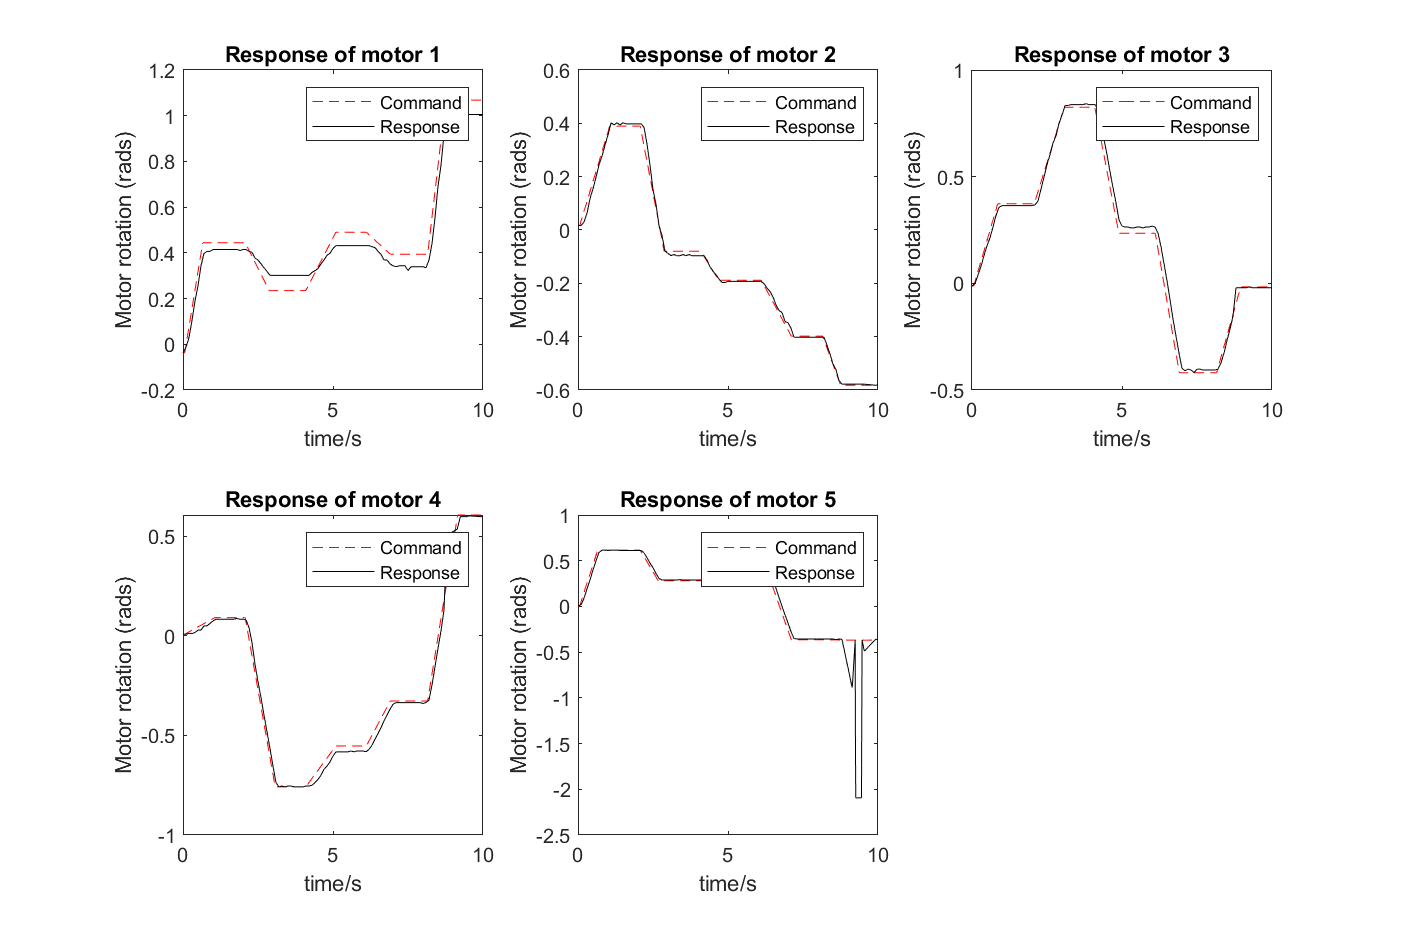 Response of motor 1
Command
Response
Motor rotation (rads)
1.2
1
0.8
0.6
0.4
0.2
0
-0.2
0
5
10
time/s
Response of motor 2
Command
Response
Motor rotation (rads)
0.6
0.4
0.2
0
-0.2
-0.4
-0.6
0
5
10
time/s
Response of motor 3
Command
Response
Motor rotation (rads)
1
0.5
0
-0.5
0
5
10
time/s
Response of motor 4
Command
Response
Motor rotation (rads)
0.5
0
-0.5
-1
0
5
10
time/s
Response of motor 5
Command
Response
Motor rotation (rads)
1
0.5
0
-0.5
-1
-1.5
-2
-2.5
0
5
10
time/s